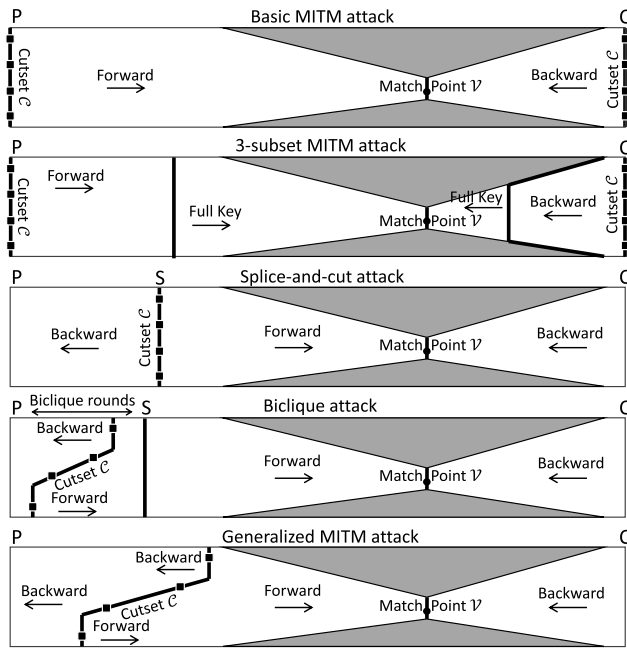 Basic MITM attack
P
C
Cutset C
Forward
Match Point V
Backward
Cutset C
3-subset MITM attack
P
C
Cutset C
Forward
Full Key
Match Point V
Full Key
Backward
Cutset C
Splice-and-cut attack
P
S
C
Backward
Cutset C
Forward
Match Point V
Backward
Biclique rounds
Biclique attack
P
S
C
Backward
Cutset C
Forward
Forward
Match Point V
Backward
Generalized MITM attack
P
C
Backward
Backward
Cutset C
Forward
Forward
Match Point V
Backward